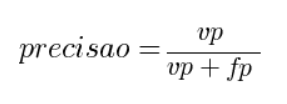 precisao = vp / vp + fp